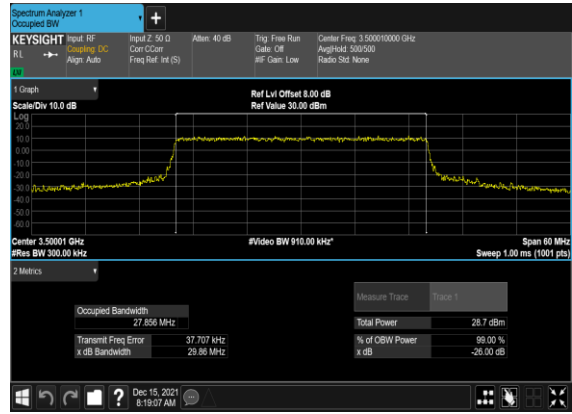 Spectrum Analyzer 1
Occupied BW
+
KEYSIGHT Input: RF Input Z: 50 Ω Atten: 40 dB Trig: Free Run Center Freq: 3.500010000 GHz
RL Coupling: DC Corr CCorr Gate: Off Avg|Hold: 500/500
Align: Auto Freq Ref: Int (S) #IF Gain: Low Radio Std: None
1 Graph Ref Lvl Offset 8.00 dB
Scale/Div 10.0 dB Ref Value 30.00 dBm
Log
20.0
10.0
0.00
-10.0
-20.0
-30.0
-40.0
-50.0
-60.0
Center 3.50001 GHz #Video BW 910.00 kHz* Span 60 MHz
#Res BW 300.00 kHz Sweep 1.00 ms (1001 pts)
2 Metrics
Measure Trace Trace 1
Occupied Bandwidth
27.856 MHz Total Power 28.7 dBm
Transmit Freq Error 37.707 kHz % of OBW Power 99.00 %
x dB Bandwidth 29.86 MHz x dB -26.00 dB
? Dec 15, 2021
8:19:07 AM